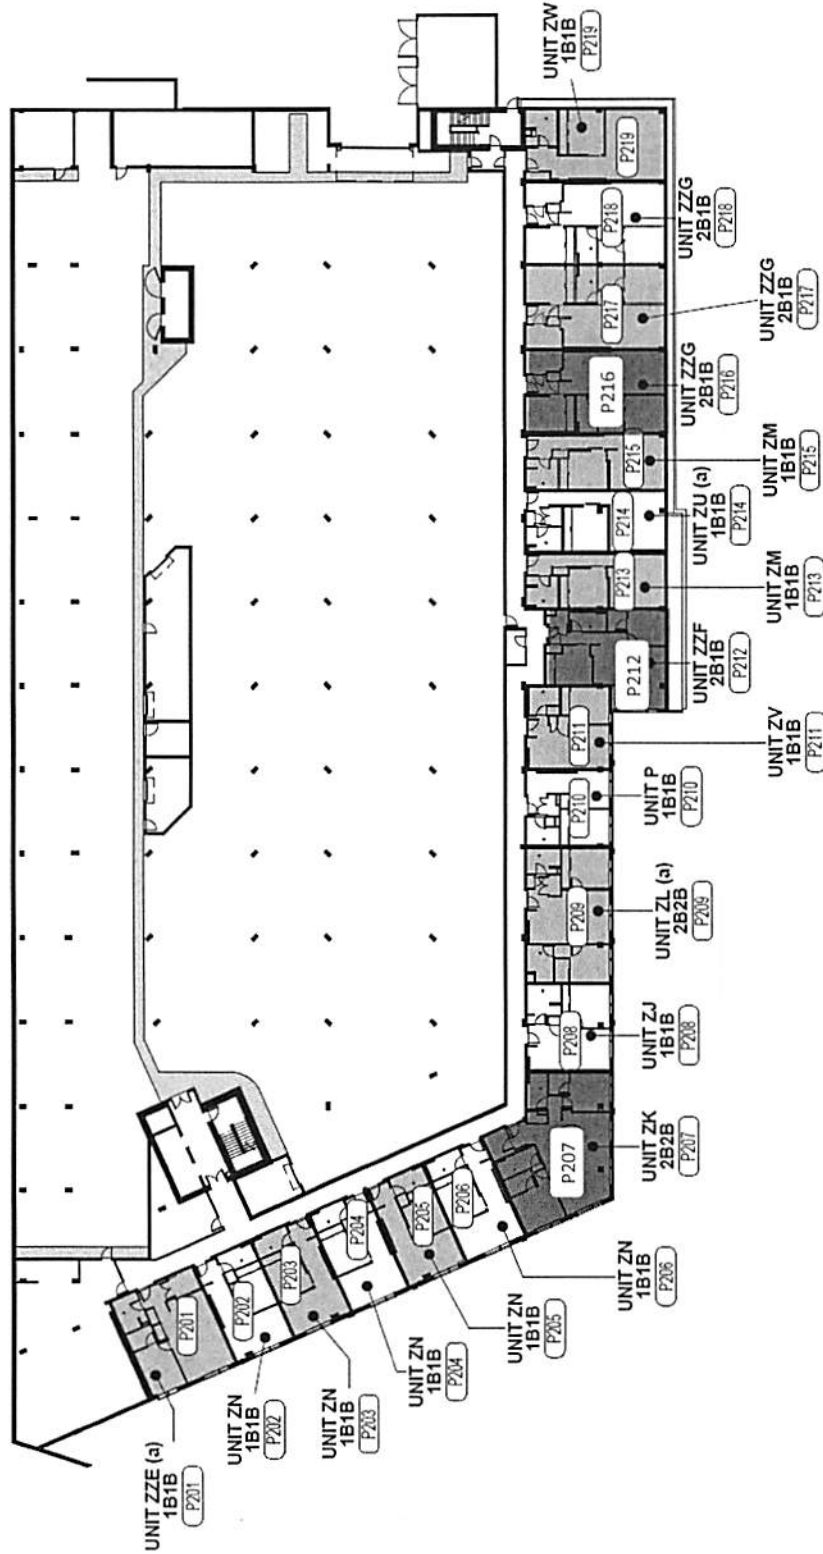 UNIT ZZE (a)
1B1B
P201
P201
UNIT ZN
1B1B
P202
P202
UNIT ZN
1B1B
P203
P203
UNIT ZN
1B1B
P204
P204
UNIT ZN
1B1B
P205
P205
UNIT ZN
1B1B
P206
P206
UNIT ZK
2B2B
P207
P207
UNIT ZJ
1B1B
P208
P208
UNIT ZL (a)
2B2B
P209
P209
UNIT P
1B1B
P210
P210
UNIT ZV
1B1B
P211
P211
UNIT ZZF
2B1B
P212
P212
UNIT ZM
1B1B
P213
P213
UNIT ZU (a)
1B1B
P214
P214
UNIT ZM
1B1B
P215
P215
UNIT ZZG
2B1B
P216
P216
UNIT ZZG
2B1B
P217
P217
UNIT ZZG
2B1B
P218
P218
UNIT ZW
1B1B
P219
P219